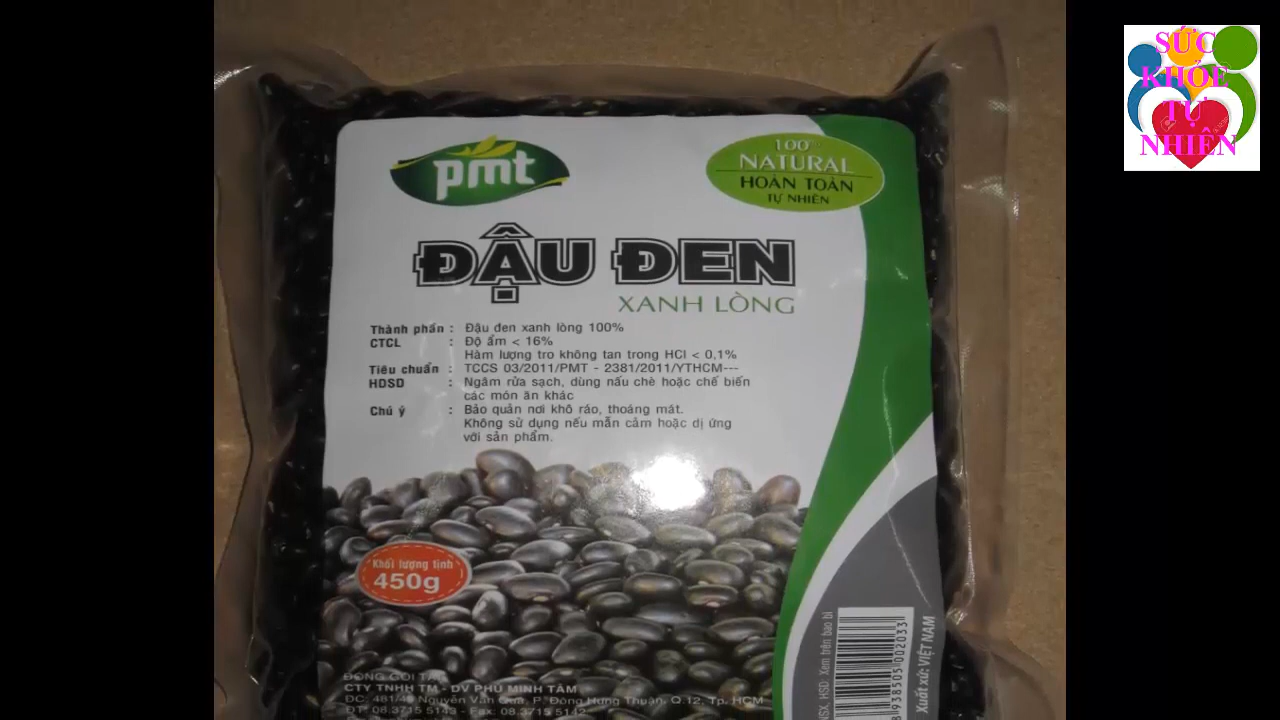 SỨC
KHỎE
TỰ
NHIÊN
pmt
100%
NATURAL
HOÀN TOÀN
TỰ NHIÊN
ĐẬU ĐEN
XANH LÒNG
Thành phần : Đậu đen xanh lòng 100%
CTCL : Độ ẩm < 16%
Hàm lượng tro không tan trong HCl < 0,1%
Tiêu chuẩn : TCCS 03/2011/PMT - 2381/2011/YTHCM---
HDSD : Ngâm rửa sạch, dùng nấu chè hoặc chế biến
các món ăn khác
Chú ý : Bảo quản nơi khô ráo, thoáng mát.
Không sử dụng nếu mẫn cảm hoặc dị ứng
với sản phẩm.
Khối lượng tịnh
450g
ĐÓNG GÓI TẠI
CTY TNHH TM - DV PHÚ MINH TÂM
ĐC: 481/4 Nguyễn Văn Quá, P. Đông Hưng Thuận, Q.12, Tp. HCM
ĐT: 08.3715 5143 - Fax: 08.3715 5142
NSX, HSD: Xem trên bao bì
8 938505 002033
Xuất xứ: VIỆT NAM